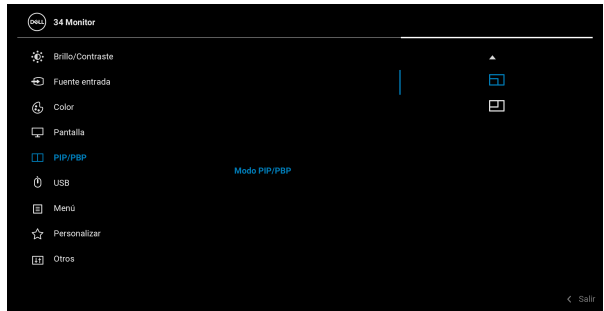 DELL
34 Monitor
Brillo/Contraste
Fuente entrada
Color
Pantalla
PIP/PBP
Modo PIP/PBP
USB
Menú
Personalizar
Otros
Salir